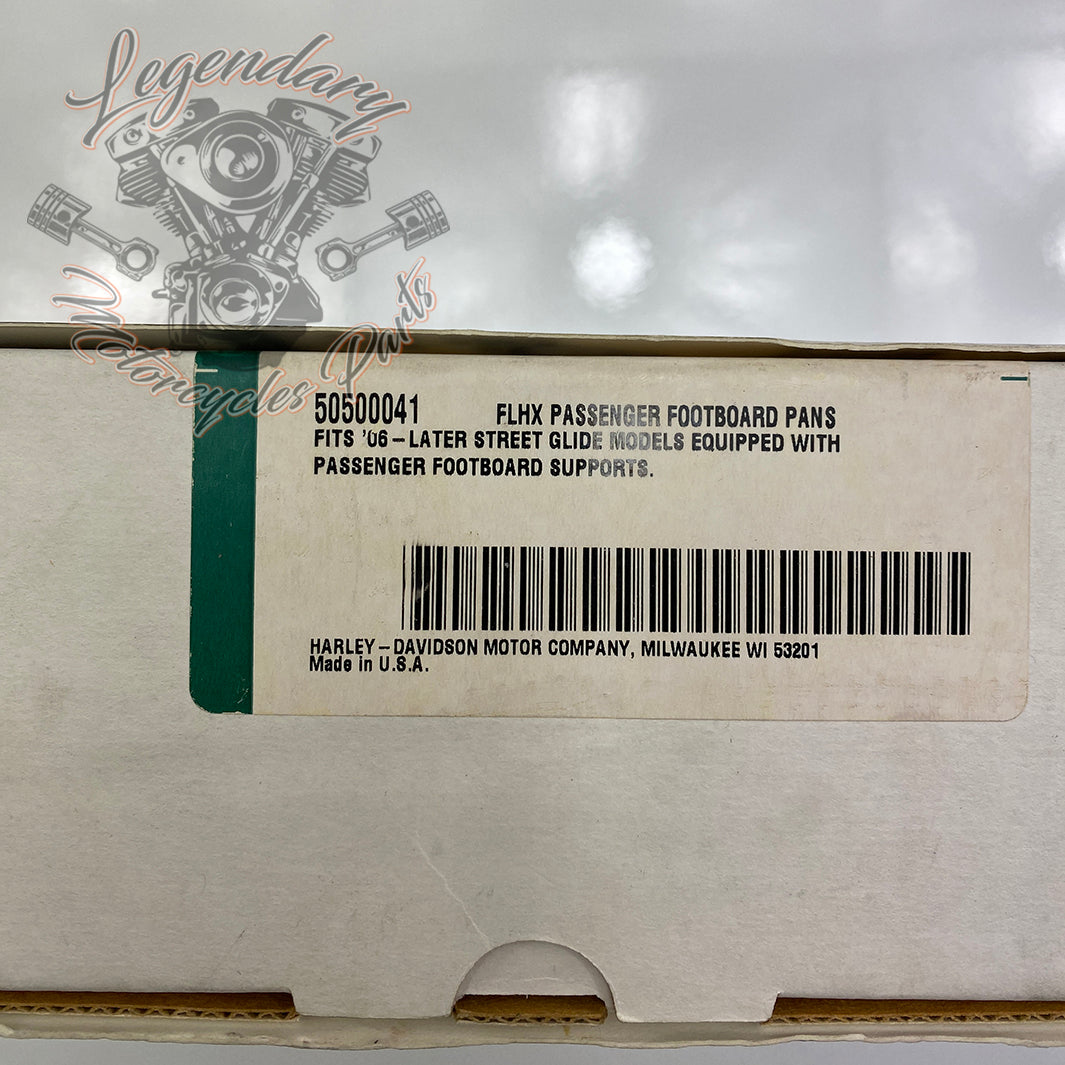 Legendary
Motorcycles Parts
50500041 FLHX PASSENGER FOOTBOARD PANS
FITS '06–LATER STREET GLIDE MODELS EQUIPPED WITH
PASSENGER FOOTBOARD SUPPORTS.
HARLEY–DAVIDSON MOTOR COMPANY, MILWAUKEE WI 53201
Made in U.S.A.